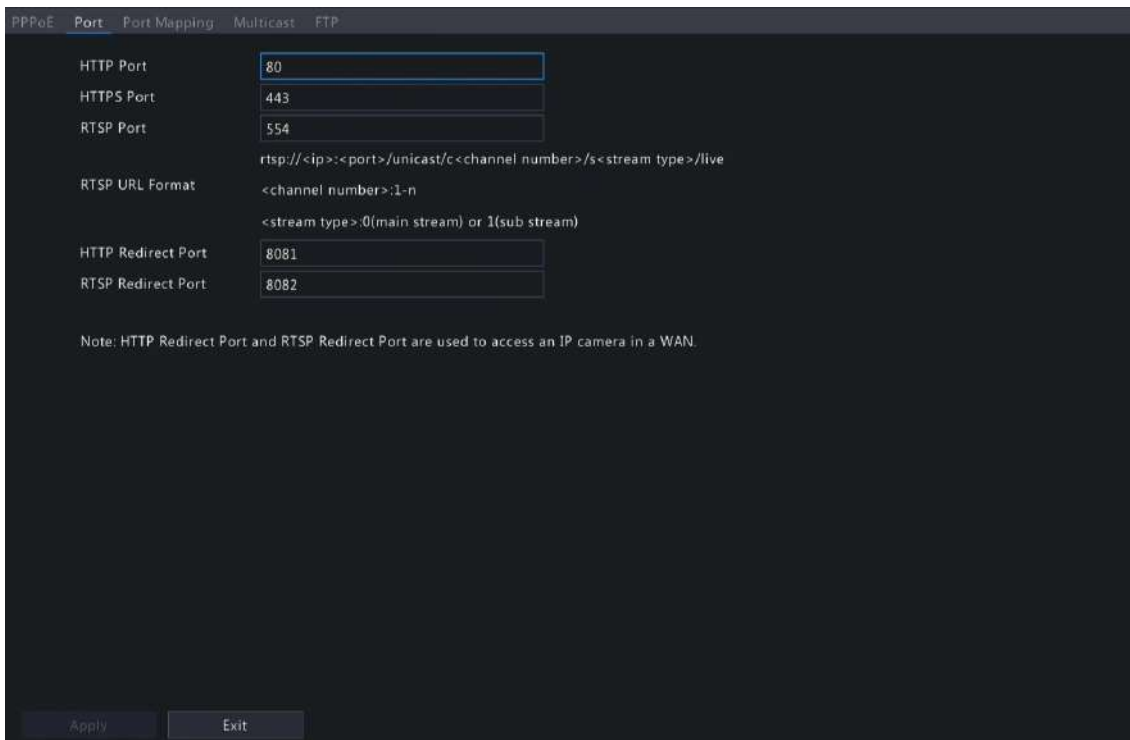 PPPoE Port Port Mapping Multicast FTP
HTTP Port 80
HTTPS Port 443
RTSP Port 554
rtsp://<ip>:<port>/unicast/c<channel number>/s<stream type>/live
RTSP URL Format <channel number>:1-n
<stream type>:0(main stream) or 1(sub stream)
HTTP Redirect Port 8081
RTSP Redirect Port 8082
Note: HTTP Redirect Port and RTSP Redirect Port are used to access an IP camera in a WAN.
Apply Exit